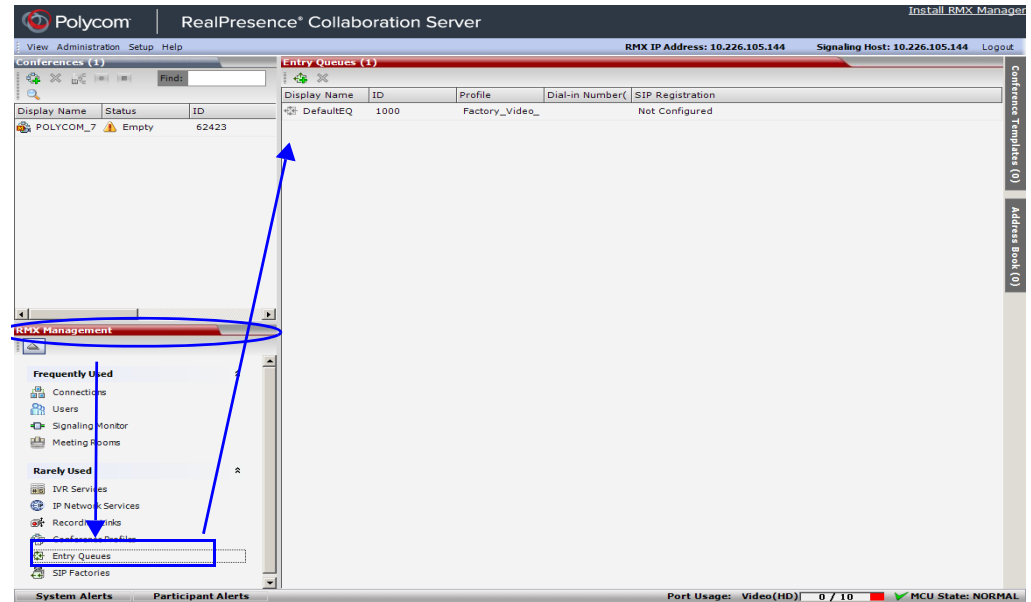 Install RMX Manager
Polycom® RealPresence® Collaboration Server
View Administration Setup Help RMX IP Address: 10.226.105.144 Signaling Host: 10.226.105.144 Logout
Conferences (1)
Find:
Display Name Status ID
POLYCOM_7 Empty 62423
Entry Queues (1)
Display Name ID Profile Dial-in Number( SIP Registration
DefaultEQ 1000 Factory_Video_ Not Configured
Conference Templates (0)
Address Book (0)
RMX Management
Frequently Used
Connections
Users
Signaling Monitor
Meeting Rooms
Rarely Used
IVR Services
IP Network Services
Recording Links
Conference Profiles
Entry Queues
SIP Factories
System Alerts Participant Alerts Port Usage: Video(HD) 0 / 10 MCU State: NORMAL